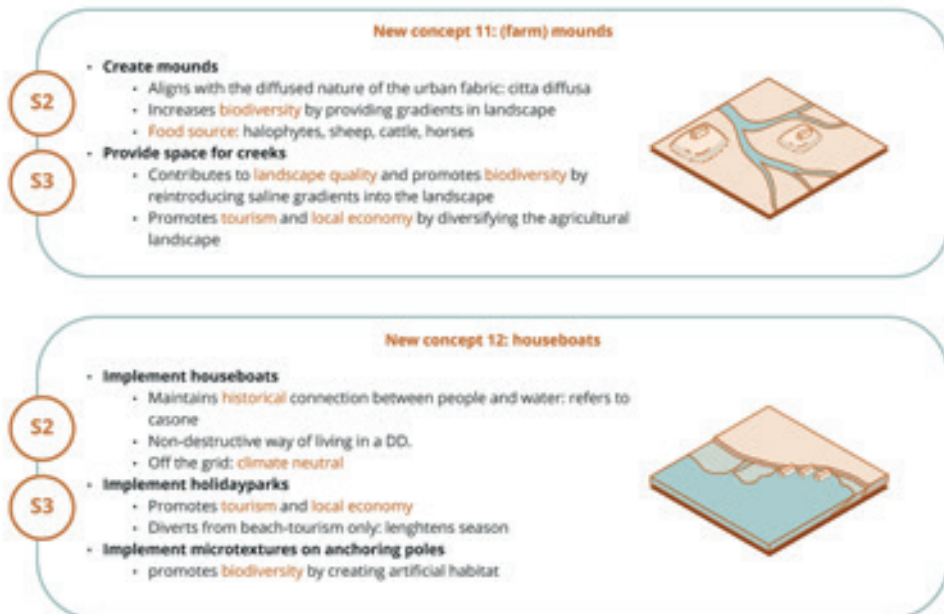 New concept 11: (farm) mounds
• Create mounds
• Aligns with the diffused nature of the urban fabric: citta diffusa
• Increases biodiversity by providing gradients in landscape
• Food source: halophytes, sheep, cattle, horses
• Provide space for creeks
• Contributes to landscape quality and promotes biodiversity by
reintroducing saline gradients into the landscape
• Promotes tourism and local economy by diversifying the agricultural
landscape
S2
S3
New concept 12: houseboats
• Implement houseboats
• Maintains historical connection between people and water: refers to
casone
• Non-destructive way of living in a DD.
• Off the grid: climate neutral
• Implement holidayparks
• Promotes tourism and local economy
• Diverts from beach-tourism only: lenghtens season
• Implement microtextures on anchoring poles
• promotes biodiversity by creating artificial habitat
S2
S3